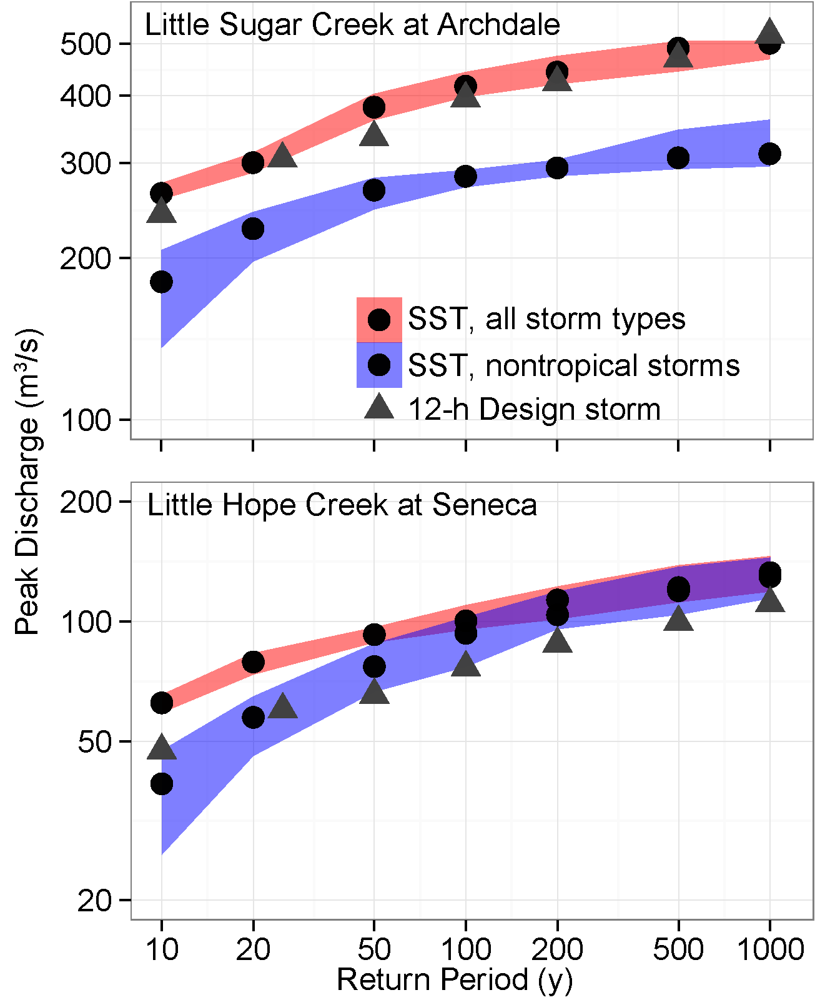 Little Sugar Creek at Archdale
500
400
300
200
100
SST, all storm types
SST, nontropical storms
12-h Design storm
Peak Discharge (m³/s)
Little Hope Creek at Seneca
200
100
50
20
10 20 50 100 200 500 1000
Return Period (y)